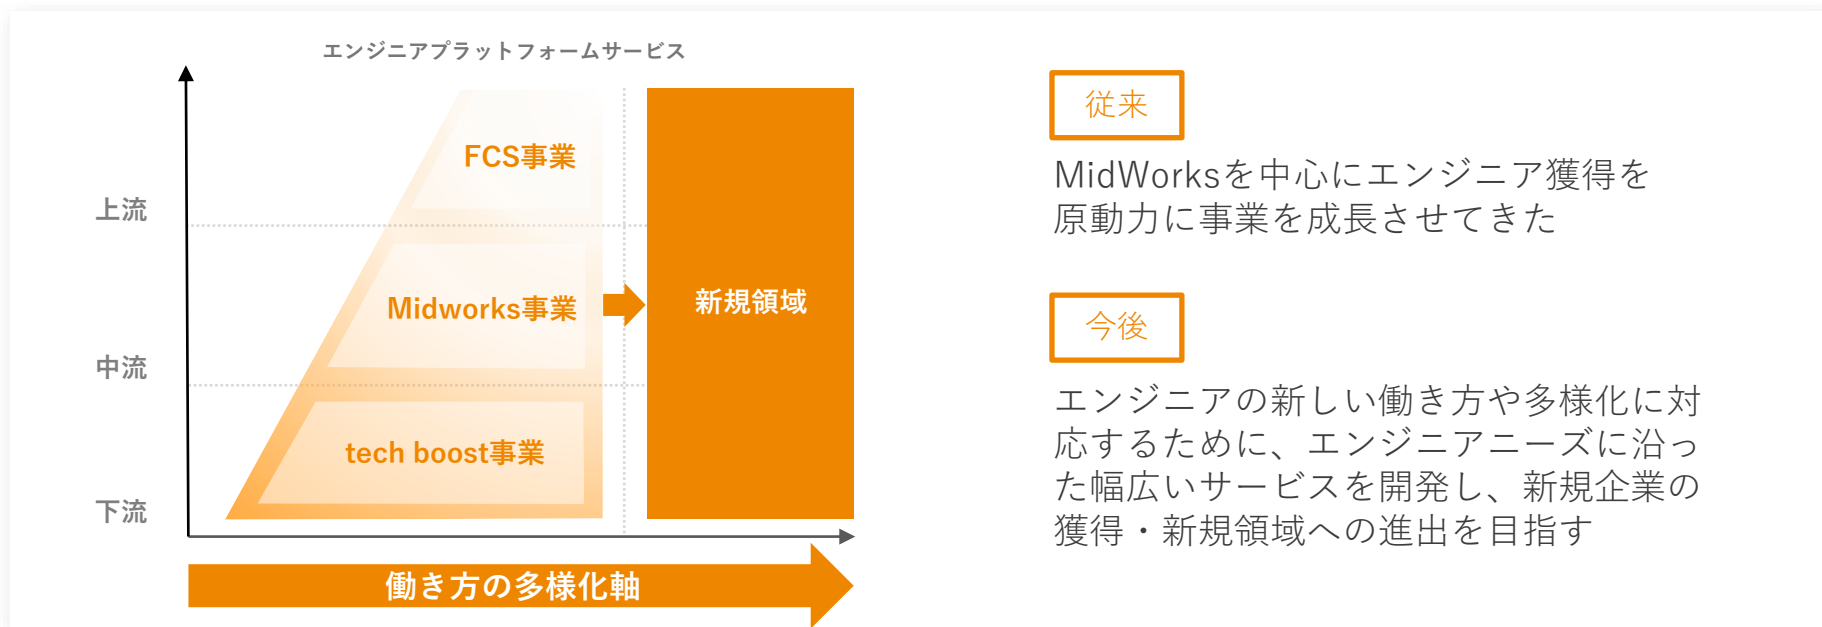 エンジニアプラットフォームサービス
上流
中流
下流
FCS事業
Midworks事業
tech boost事業
新規領域
働き方の多様化軸
従来
MidWorksを中心にエンジニア獲得を
原動力に事業を成長させてきた
今後
エンジニアの新しい働き方や多様化に対
応するために、エンジニアニーズに沿っ
た幅広いサービスを開発し、新規企業の
獲得・新規領域への進出を目指す